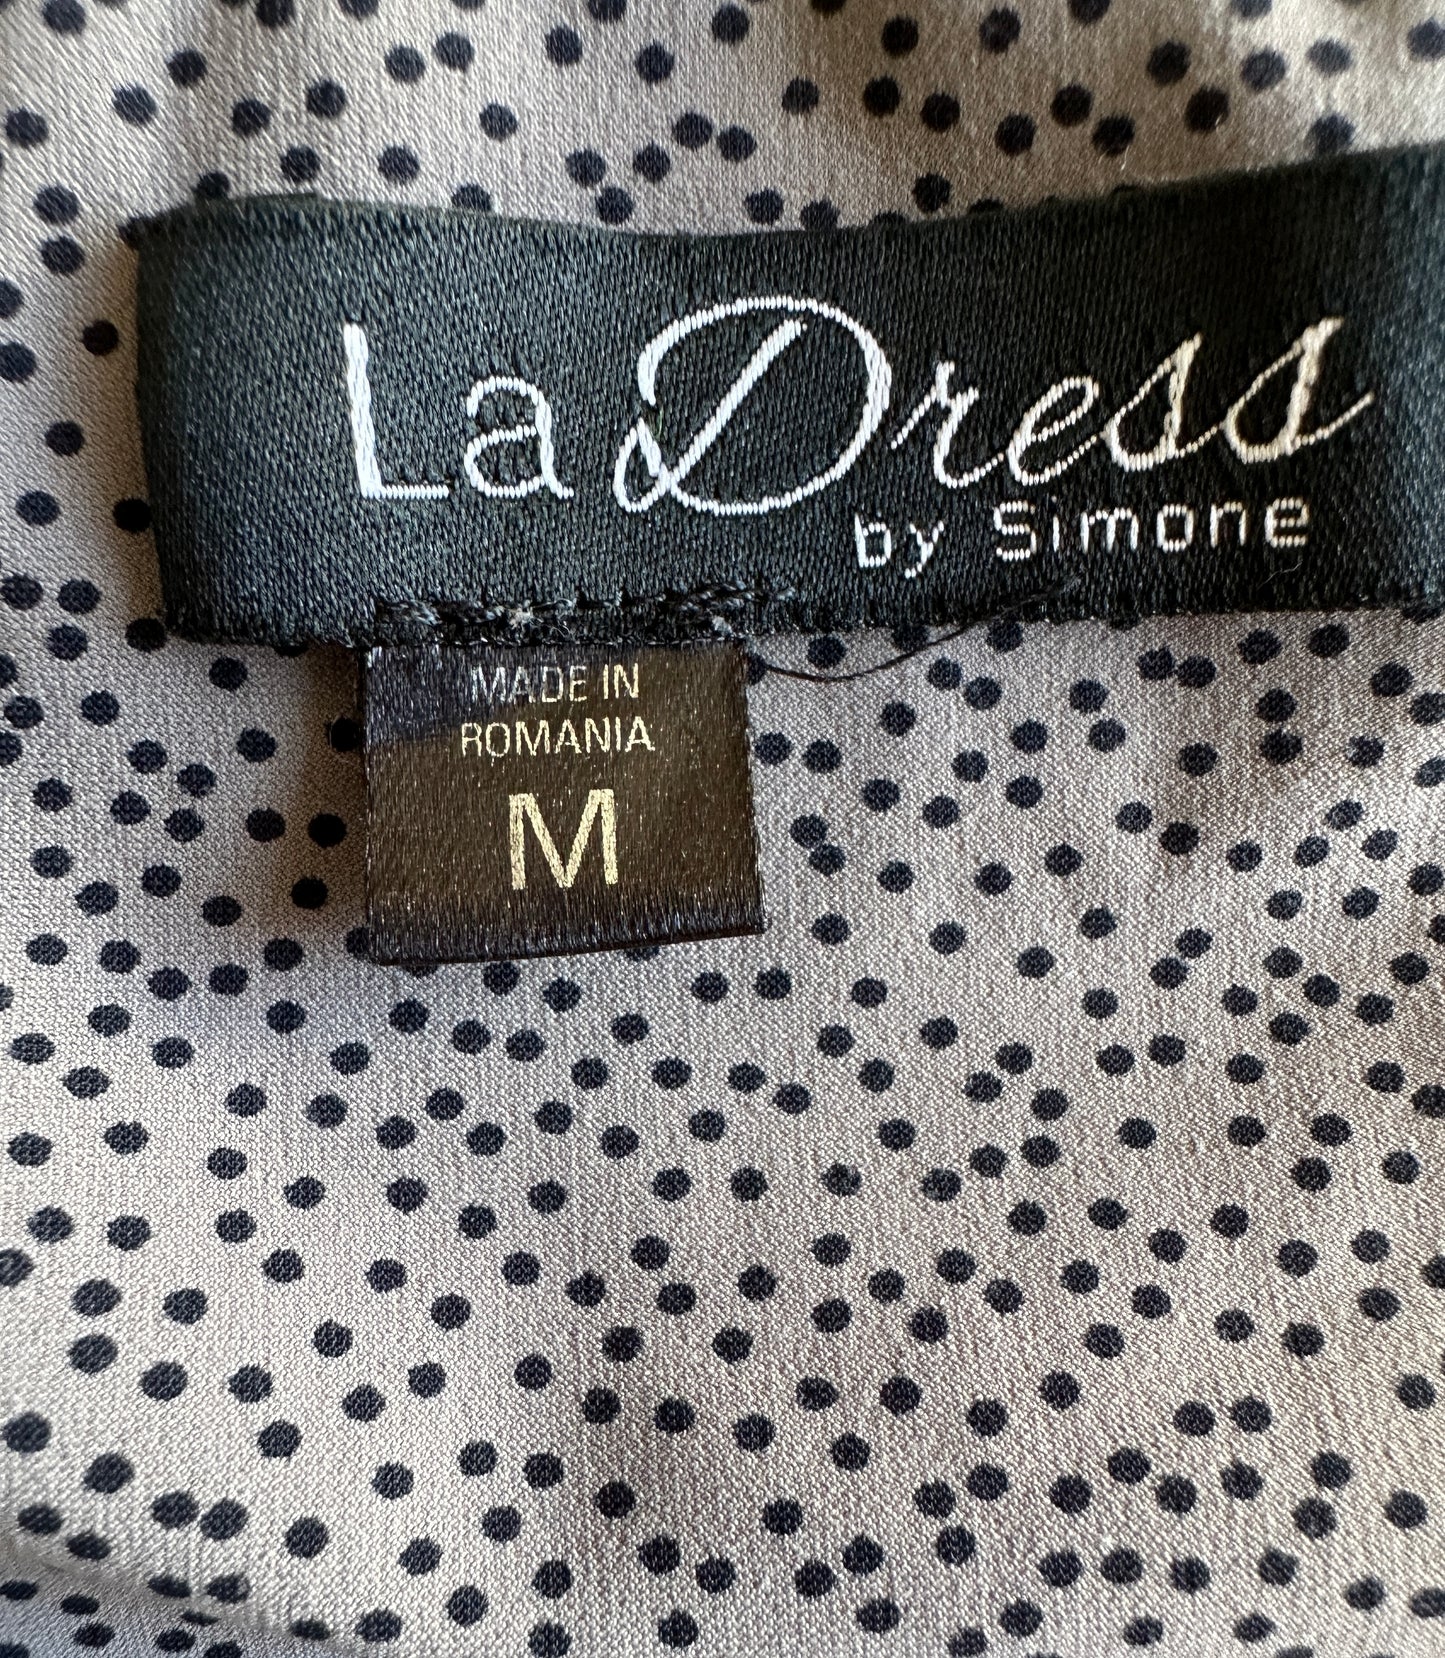 La Dress
by Simone
MADE IN
ROMANIA
M